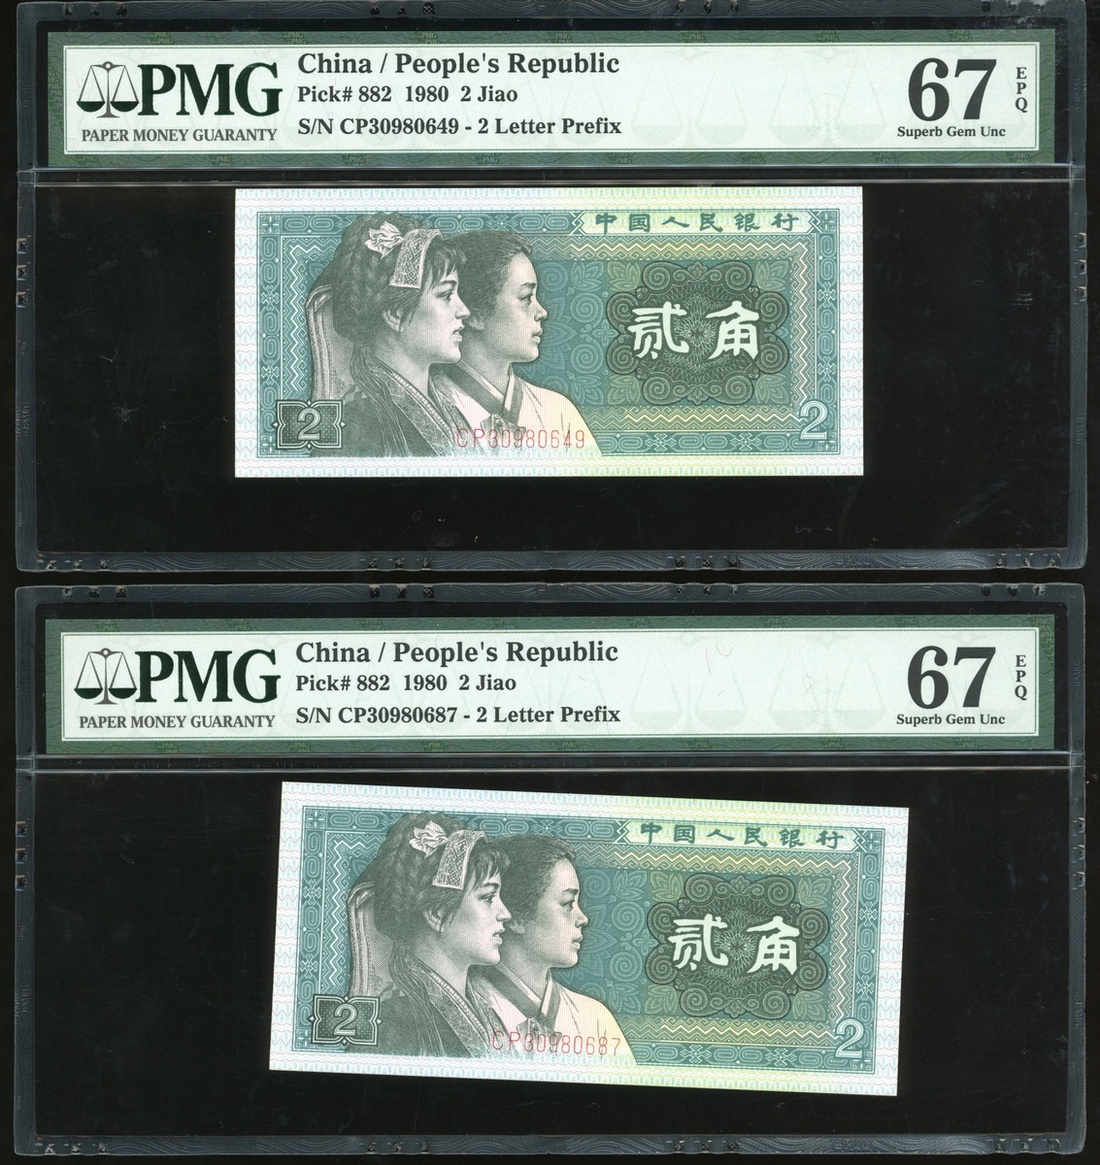 PMG
PAPER MONEY GUARANTY
China / People's Republic
Pick# 882 1980 2 Jiao
S/N CP30980649 - 2 Letter Prefix
67
EPQ
Superb Gem Unc
中国人民银行
贰角
2
2
CP30980649
PMG
PAPER MONEY GUARANTY
China / People's Republic
Pick# 882 1980 2 Jiao
S/N CP30980687 - 2 Letter Prefix
67
EPQ
Superb Gem Unc
中国人民银行
贰角
2
2
CP30980687